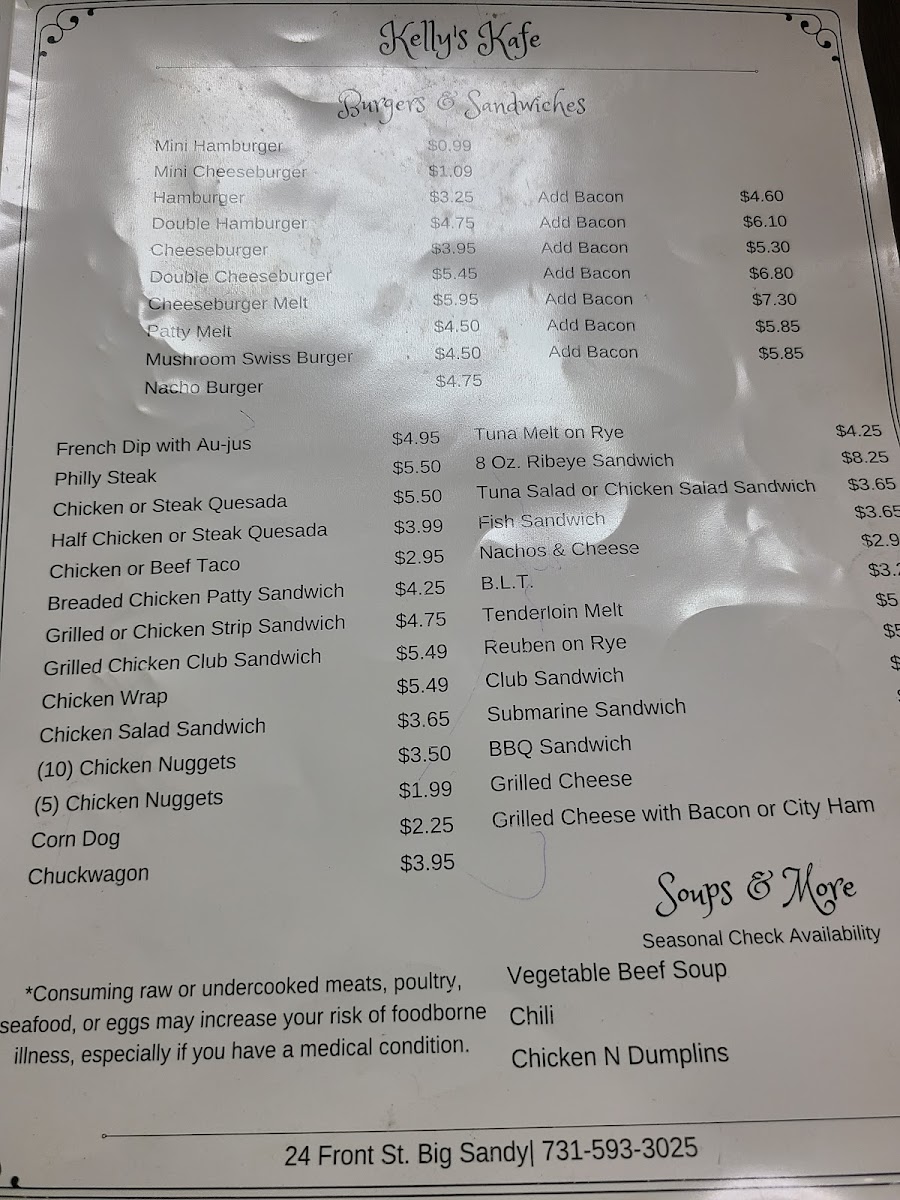 Kelly's Kafe
Burgers & Sandwiches
Mini Hamburger $0.99
Mini Cheeseburger $1.09
Hamburger $3.25 Add Bacon $4.60
Double Hamburger $4.75 Add Bacon $6.10
Cheeseburger $3.95 Add Bacon $5.30
Double Cheeseburger $5.45 Add Bacon $6.80
Cheeseburger Melt $5.95 Add Bacon $7.30
Patty Melt $4.50 Add Bacon $5.85
Mushroom Swiss Burger $4.50 Add Bacon $5.85
Nacho Burger $4.75
French Dip with Au-jus $4.95
Philly Steak $5.50
Chicken or Steak Quesada $5.50
Half Chicken or Steak Quesada $3.99
Chicken or Beef Taco $2.95
Breaded Chicken Patty Sandwich $4.25
Grilled or Chicken Strip Sandwich $4.75
Grilled Chicken Club Sandwich $5.49
Chicken Wrap $5.49
Chicken Salad Sandwich $3.65
(10) Chicken Nuggets $3.50
(5) Chicken Nuggets $1.99
Corn Dog $2.25
Chuckwagon $3.95
Tuna Melt on Rye $4.25
8 Oz. Ribeye Sandwich $8.25
Tuna Salad or Chicken Salad Sandwich $3.65
Fish Sandwich $3.65
Nachos & Cheese $2.9
B.L.T. $3.
Tenderloin Melt $5
Reuben on Rye $5
Club Sandwich $
Submarine Sandwich
BBQ Sandwich
Grilled Cheese
Grilled Cheese with Bacon or City Ham
Soups & More
Seasonal Check Availability
Vegetable Beef Soup
Chili
Chicken N Dumplins
*Consuming raw or undercooked meats, poultry,
seafood, or eggs may increase your risk of foodborne
illness, especially if you have a medical condition.
24 Front St. Big Sandy| 731-593-3025